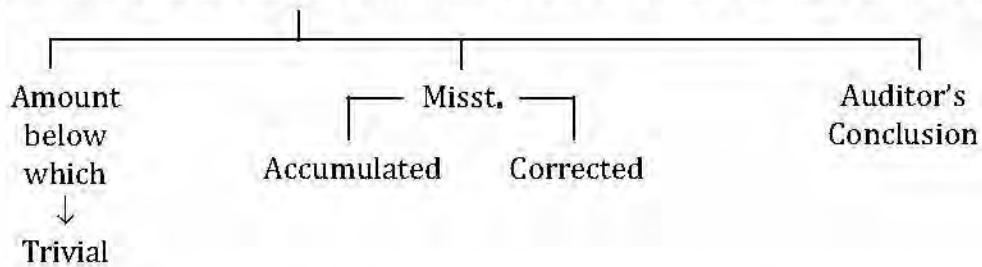 Amount
below
which
↓
Trivial
Misst.
Accumulated Corrected
Auditor's
Conclusion